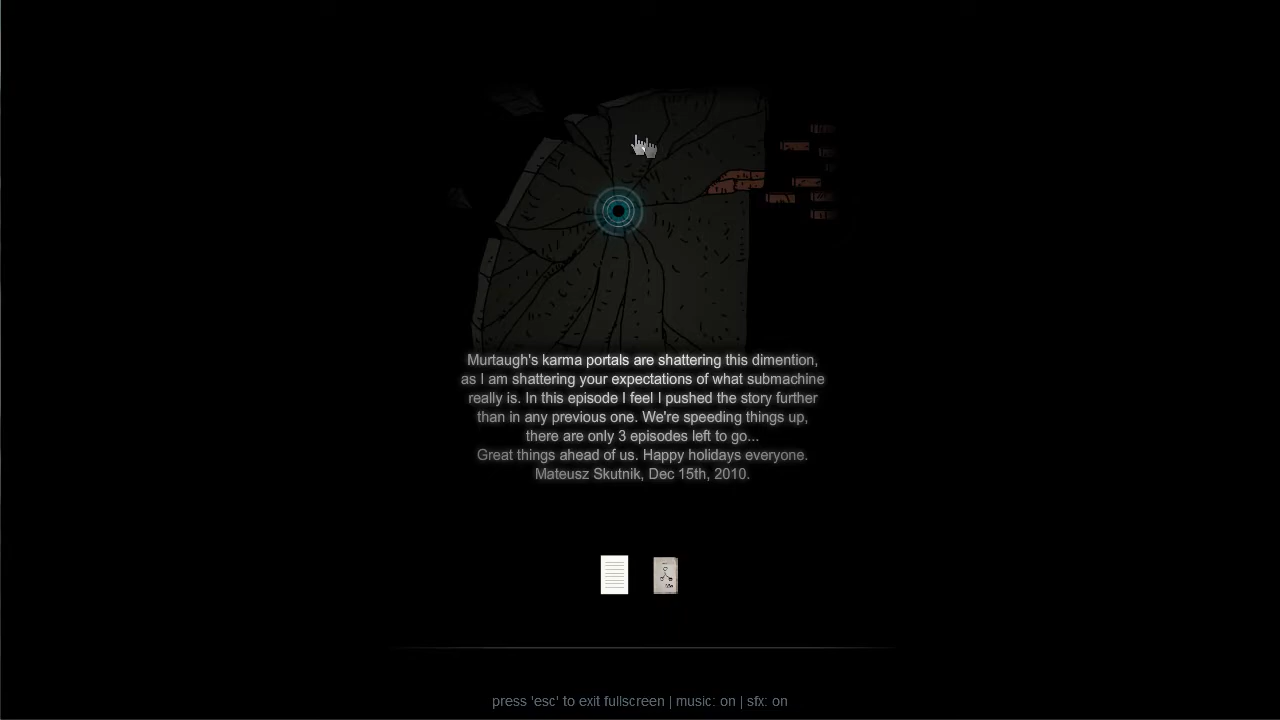 Murtaugh's karma portals are shattering this dimention,
as I am shattering your expectations of what submachine
really is. In this episode I feel I pushed the story further
than in any previous one. We're speeding things up,
there are only 3 episodes left to go...
Great things ahead of us. Happy holidays everyone.
Mateusz Skutnik, Dec 15th, 2010.
press 'esc' to exit fullscreen | music: on | sfx: on